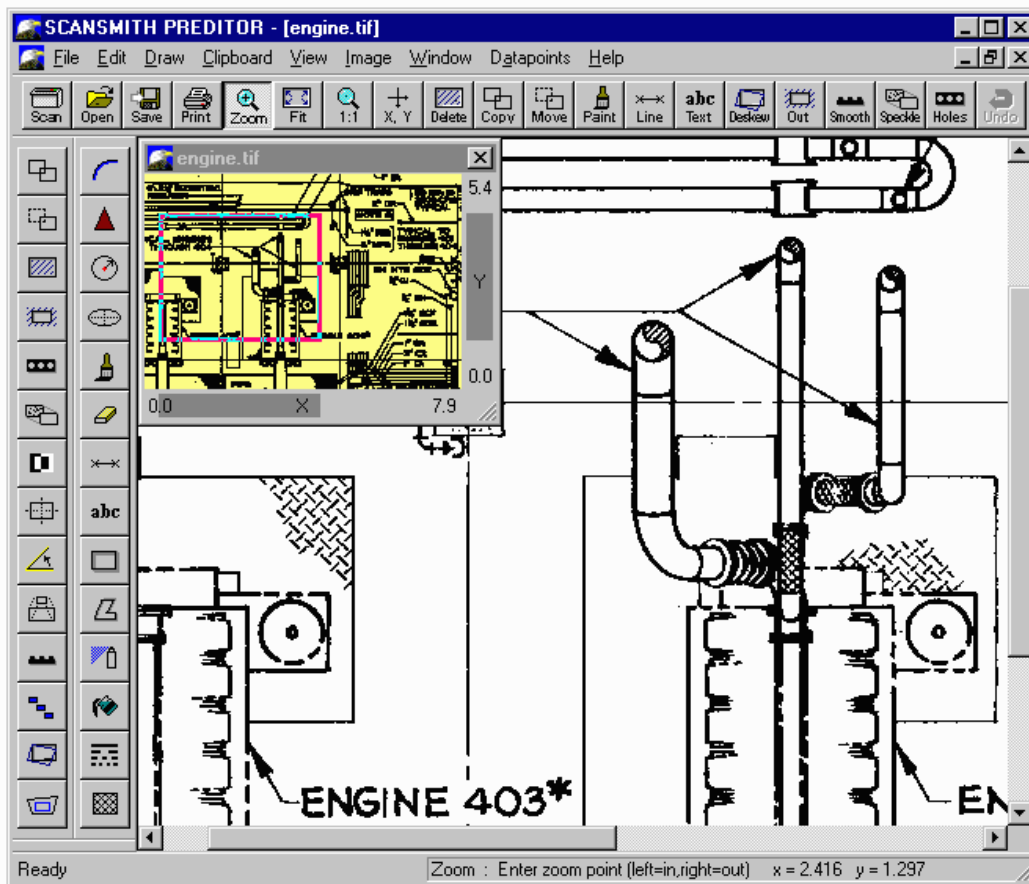 SCANSMITH PREDITOR - [engine.tif]
File Edit Draw Clipboard View Image Window Datapoints Help
Scan Open Save Print Zoom Fit 1:1 X, Y Delete Copy Move Paint Line abc Text Deskew Out Smooth Speckle Holes Undo
engine.tif
5.4
Y
0.0
0.0 X 7.9
abc
ENGINE 403*
EN
Ready
Zoom : Enter zoom point (left=in,right=out) x = 2.416 y = 1.297